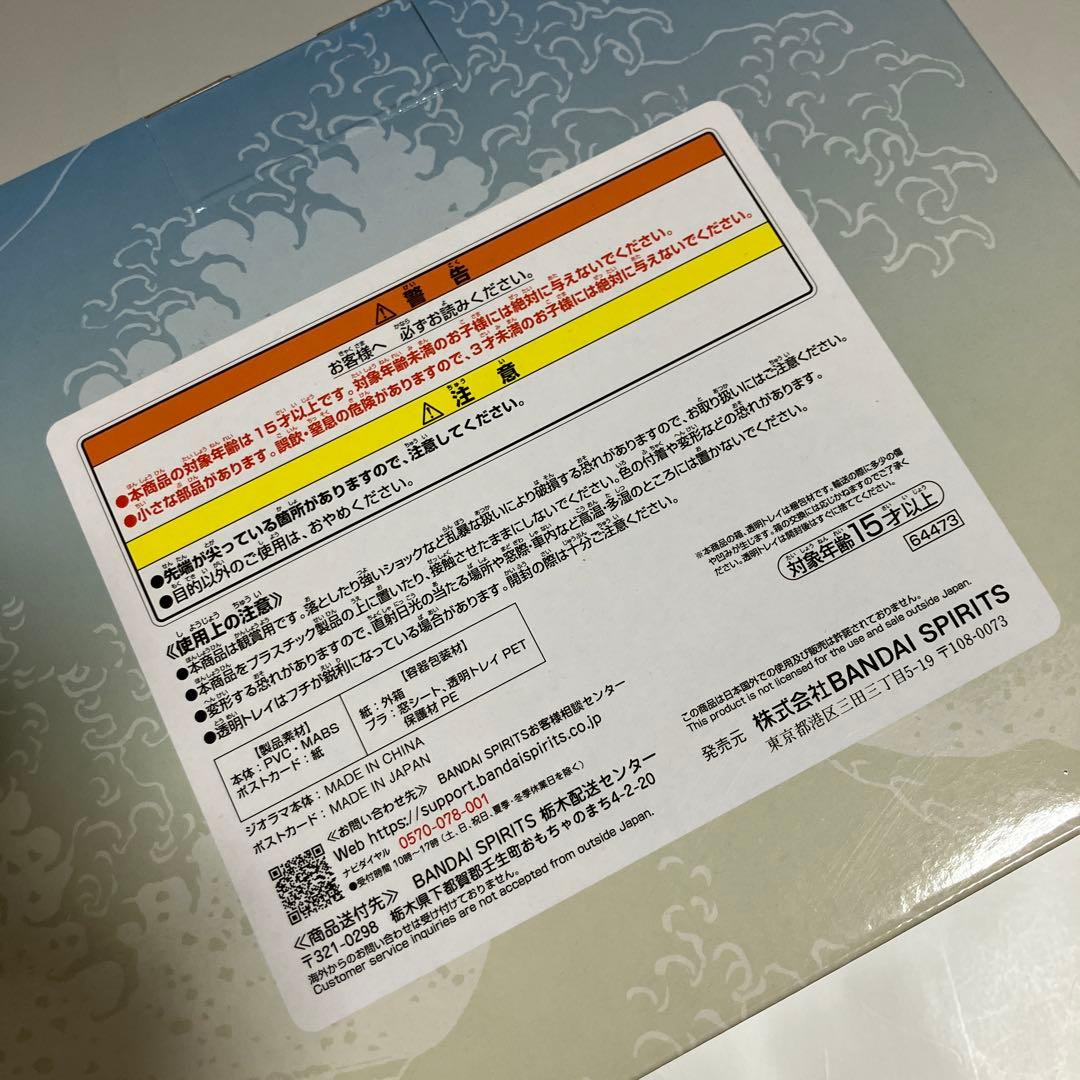 ⚠警告
お客様へ 必ずお読みください。
●本商品の対象年齢は15才以上です。対象年齢未満のお子様には絶対に与えないでください。
●小さな部品があります。誤飲・窒息の危険がありますので、3才未満のお子様には絶対に与えないでください。
⚠注意
●先端が尖っている箇所がありますので、注意してください。
●目的以外のご使用は、おやめください。
《使用上の注意》
●本商品は観賞用です。落としたり強いショックなど乱暴な扱いにより破損する恐れがありますので、お取り扱いにはご注意ください。
●本商品をプラスチック製品の上に置いたり、接触させたままにしないでください。色の付着や変形などの恐れがあります。
●変形する恐れがありますので、直射日光の当たる場所や窓際・車内など高温・多湿のところには置かないでください。
●透明トレイはフチが鋭利になっている場合があります。開封の際は十分ご注意ください。
【製品素材】
本体:PVC・MABS
ポストカード:紙
【容器包装材】
紙:外箱
プラ:窓シート、透明トレイ PET
保護材 PE
※本商品の箱、透明トレイは梱包材です。輸送の際に多少の傷
や凹みが生じます。箱の交換には応じかねますのでご了承く
ださい。透明トレイは開封後はすぐに捨ててください。
対象年齢15才以上
64473
ジオラマ本体:MADE IN CHINA
ポストカード:MADE IN JAPAN
《お問い合わせ先》 BANDAI SPIRITSお客様相談センター
Web https://support.bandaispirits.co.jp
ナビダイヤル 0570-078-001
●受付時間 10時~17時(土、日、祝日、夏季・冬季休業日を除く)
《商品送付先》 BANDAI SPIRITS 栃木配送センター
〒321-0298 栃木県下都賀郡壬生町おもちゃのまち4-2-20
海外からのお問い合わせは受け付けておりません。
Customer service inquiries are not accepted from outside Japan.
この商品は日本国外での使用及び販売は許諾されておりません。
This product is not licensed for the use and sale outside Japan.
発売元 株式会社BANDAI SPIRITS
東京都港区三田三丁目5-19 〒108-0073